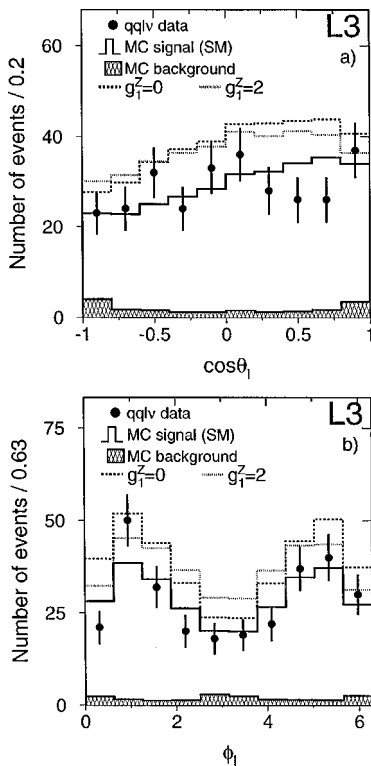 L3
qqlv data
MC signal (SM)
MC background
a)
g₁ᶻ=0 g₁ᶻ=2
60
40
20
0
Number of events / 0.2
-1 -0.5 0 0.5 1
cosθₗ
L3
qqlv data
MC signal (SM)
MC background
b)
g₁ᶻ=0 g₁ᶻ=2
75
50
25
0
Number of events / 0.63
0 2 4 6
ϕₗ